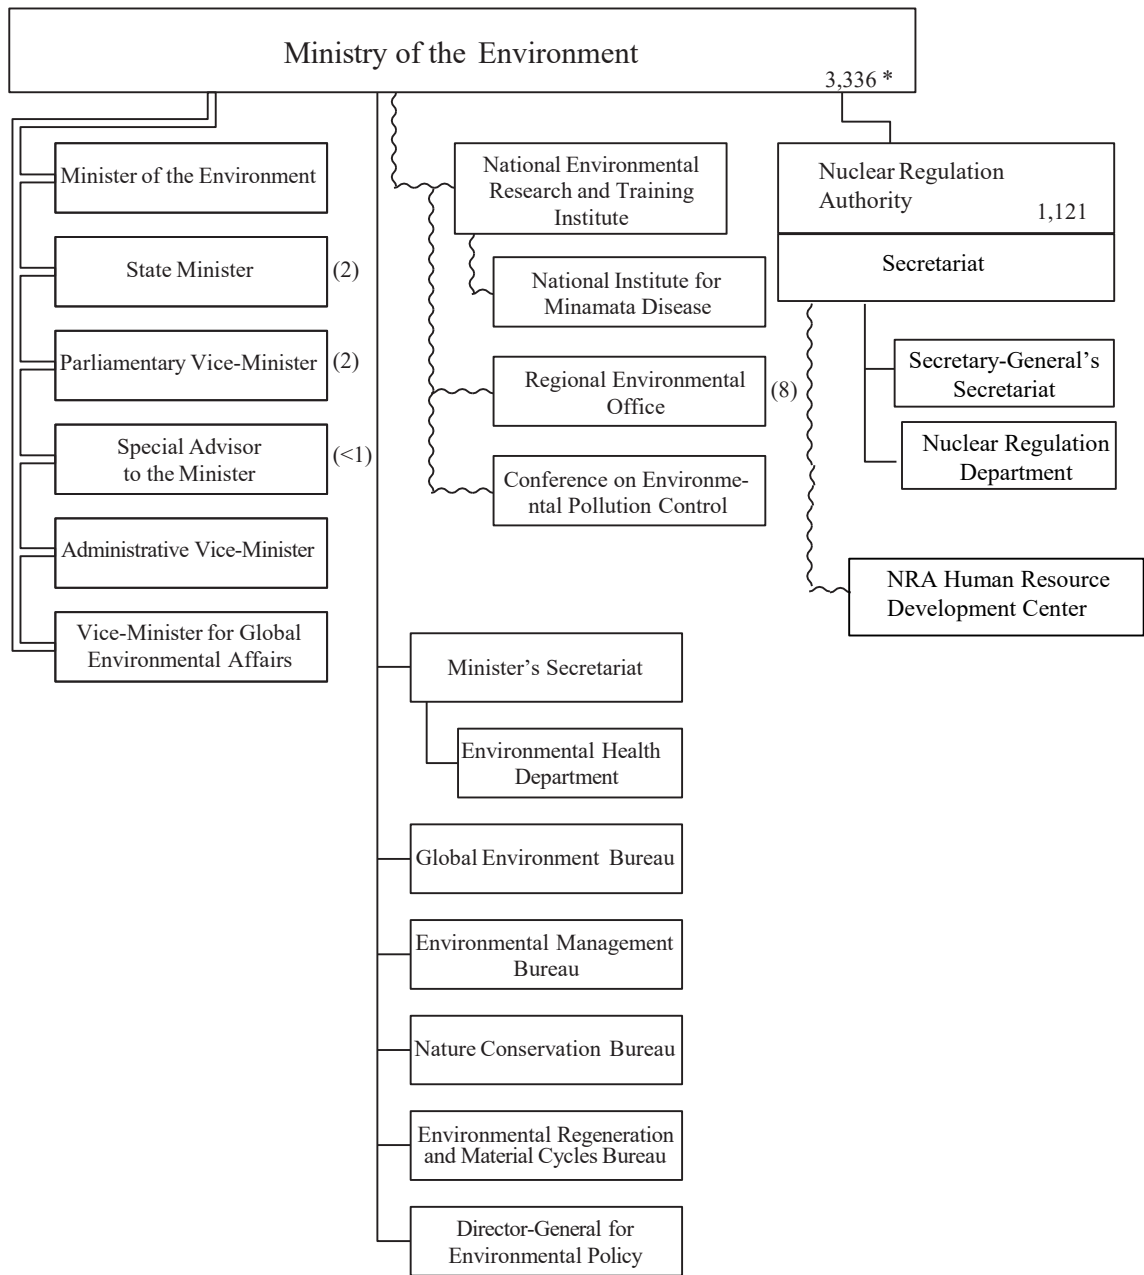 Ministry of the Environment
3,336 *
Minister of the Environment
State Minister
(2)
Parliamentary Vice-Minister
(2)
Special Advisor
to the Minister
(<1)
Administrative Vice-Minister
Vice-Minister for Global
Environmental Affairs
National Environmental
Research and Training
Institute
National Institute for
Minamata Disease
Regional Environmental
Office
(8)
Conference on Environme-
ntal Pollution Control
Nuclear Regulation
Authority
1,121
Secretariat
Secretary-General’s
Secretariat
Nuclear Regulation
Department
NRA Human Resource
Development Center
Minister’s Secretariat
Environmental Health
Department
Global Environment Bureau
Environmental Management
Bureau
Nature Conservation Bureau
Environmental Regeneration
and Material Cycles Bureau
Director-General for
Environmental Policy